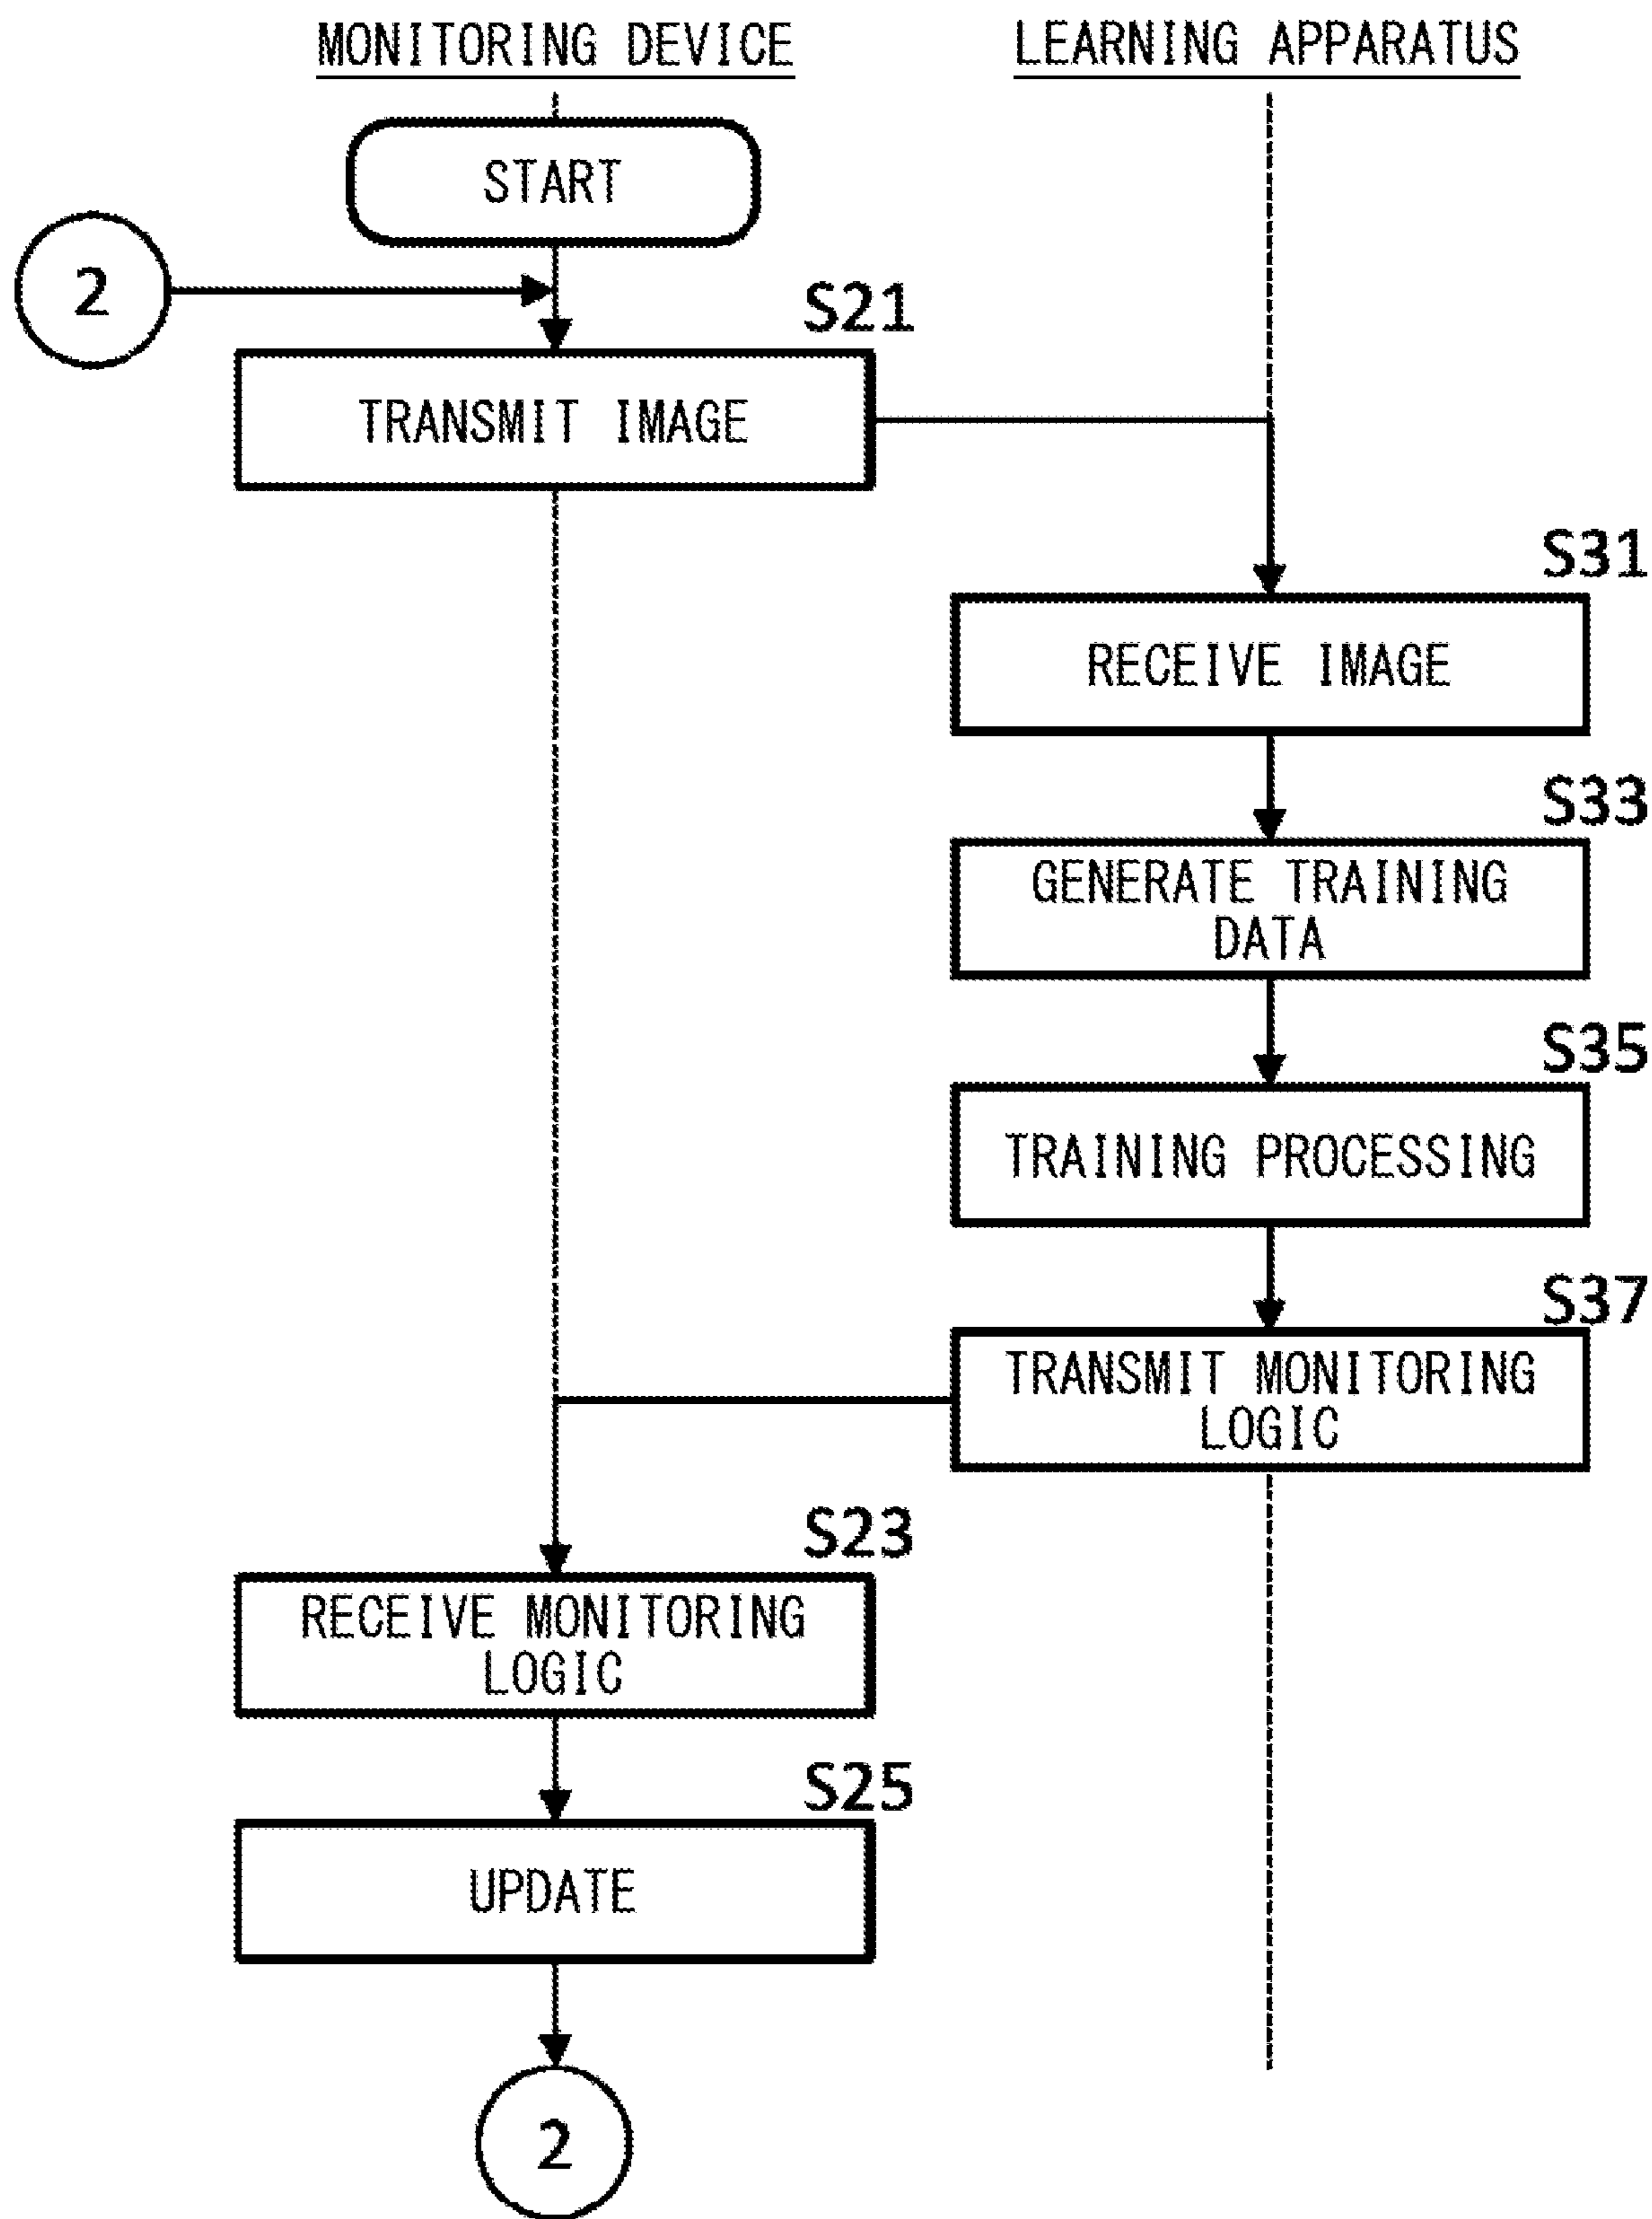 MONITORING DEVICE
LEARNING APPARATUS
START
2
S21
TRANSMIT IMAGE
S31
RECEIVE IMAGE
S33
GENERATE TRAINING
DATA
S35
TRAINING PROCESSING
S37
TRANSMIT MONITORING
LOGIC
S23
RECEIVE MONITORING
LOGIC
S25
UPDATE
2